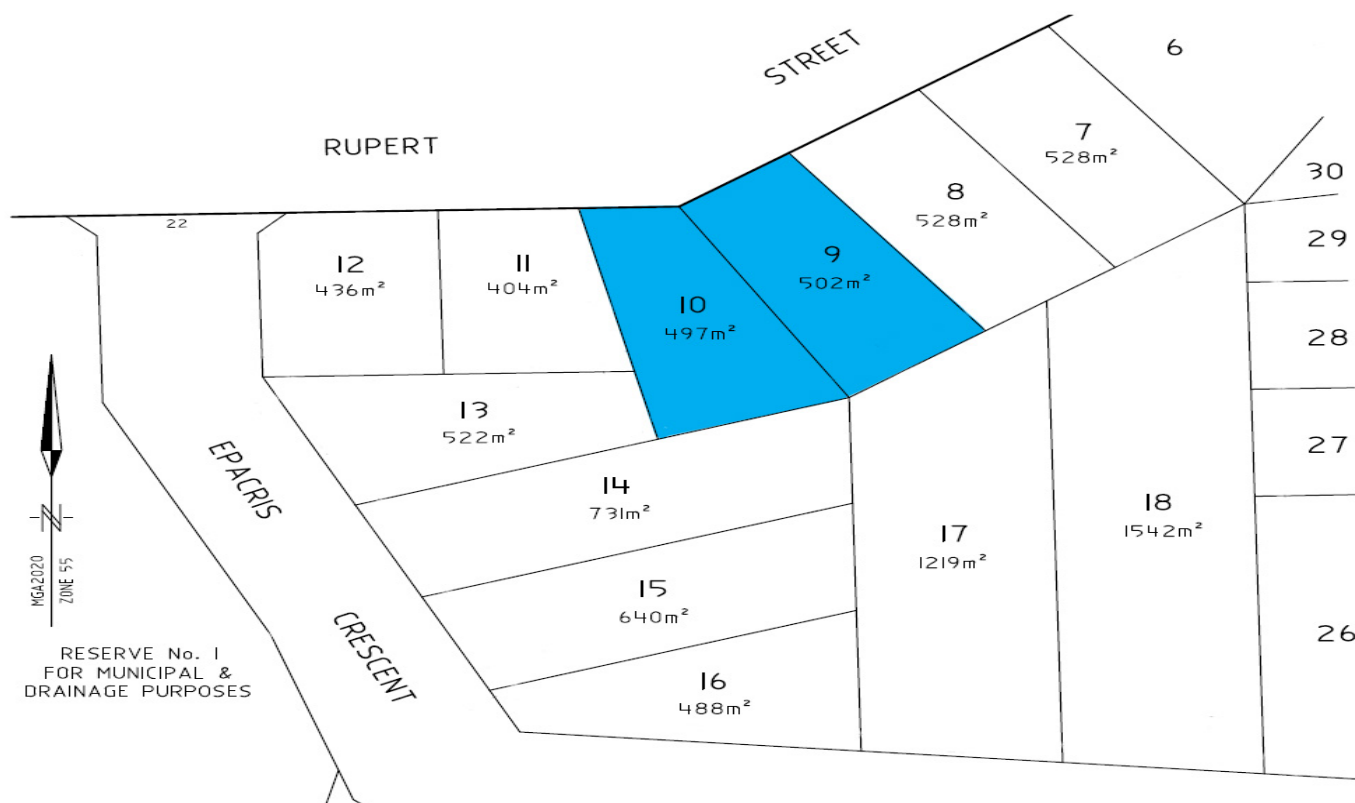 STREET
6
RUPERT
7
528m²
30
8
528m²
22
29
12
436m²
11
404m²
9
502m²
10
497m²
28
13
522m²
27
EPACRIS
14
731m²
18
1542m²
17
1219m²
MGA2020
ZONE 55
15
640m²
CRESCENT
26
RESERVE No. 1
FOR MUNICIPAL &
DRAINAGE PURPOSES
16
488m²